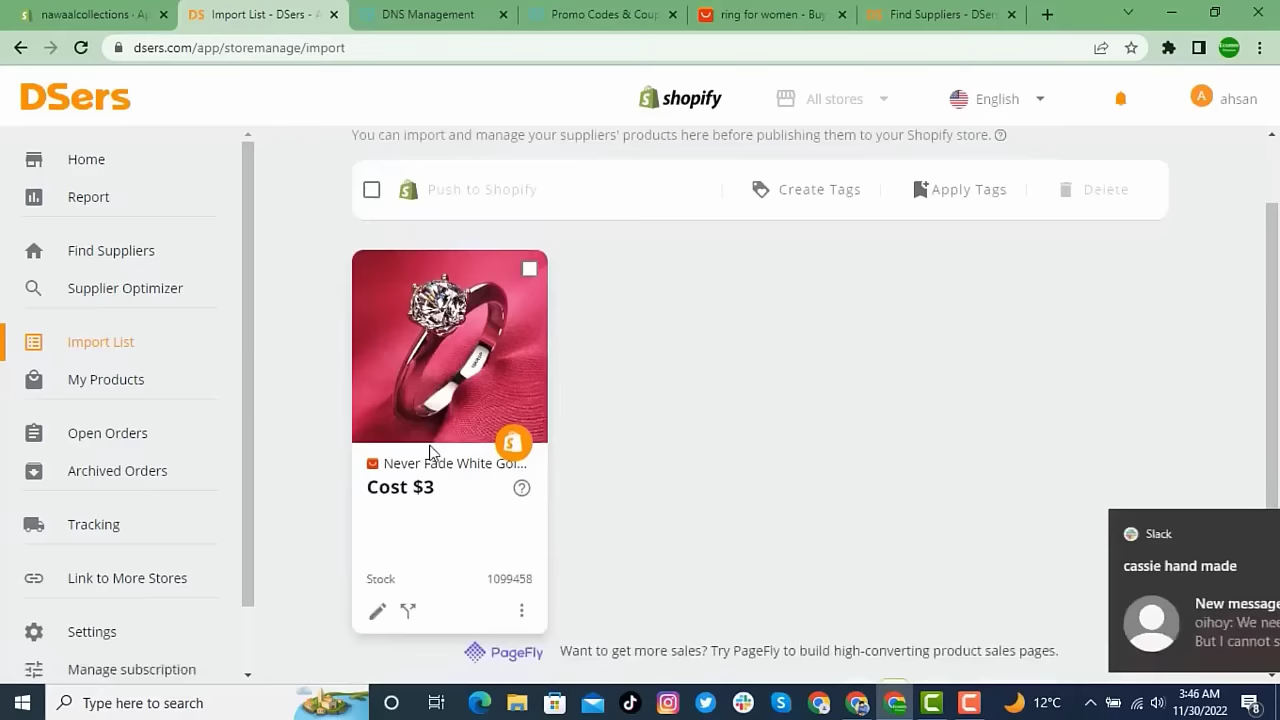 nawaalcollections · Ap
Import List - DSers - A
DNS Management
Promo Codes & Coup
ring for women - Buy
Find Suppliers - DSer
dsers.com/app/storemanage/import
DSers
shopify
All stores
English
A
ahsan
Home
Report
Find Suppliers
Supplier Optimizer
Import List
My Products
Open Orders
Archived Orders
Tracking
Link to More Stores
Settings
Manage subscription
You can import and manage your suppliers' products here before publishing them to your Shopify store.
Push to Shopify
Create Tags
Apply Tags
Delete
Never Fade White Gol...
Cost $3
Stock 1099458
PageFly Want to get more sales? Try PageFly to build high-converting product sales pages.
Slack
cassie hand made
New message
oihoy: We nee
But I cannot s
Type here to search
12°C
3:46 AM
11/30/2022
8